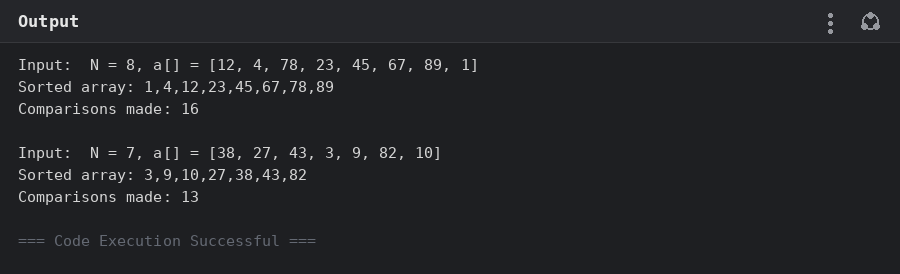 Output
Input:  N = 8, a[] = [12, 4, 78, 23, 45, 67, 89, 1]
Sorted array: 1,4,12,23,45,67,78,89
Comparisons made: 16
Input:  N = 7, a[] = [38, 27, 43, 3, 9, 82, 10]
Sorted array: 3,9,10,27,38,43,82
Comparisons made: 13
=== Code Execution Successful ===